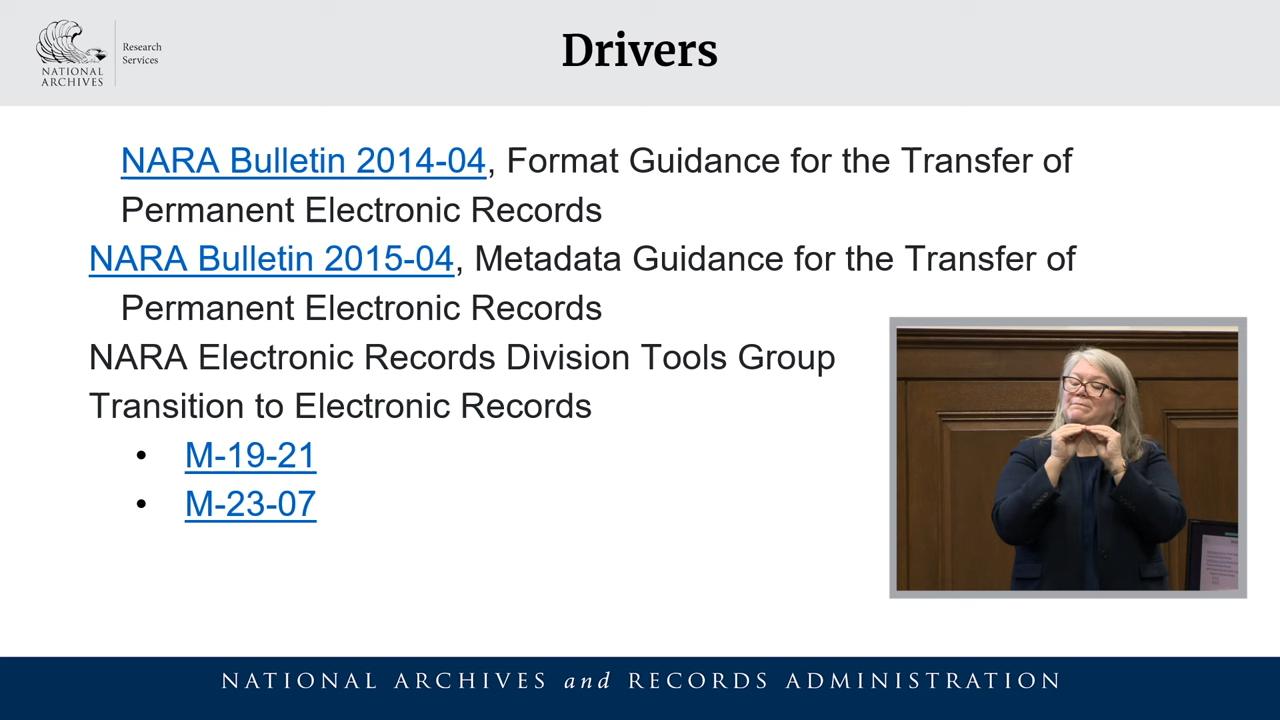 NATIONAL
ARCHIVES
Research
Services
Drivers
NARA Bulletin 2014-04, Format Guidance for the Transfer of
Permanent Electronic Records
NARA Bulletin 2015-04, Metadata Guidance for the Transfer of
Permanent Electronic Records
NARA Electronic Records Division Tools Group
Transition to Electronic Records
• M-19-21
• M-23-07
NATIONAL ARCHIVES and RECORDS ADMINISTRATION